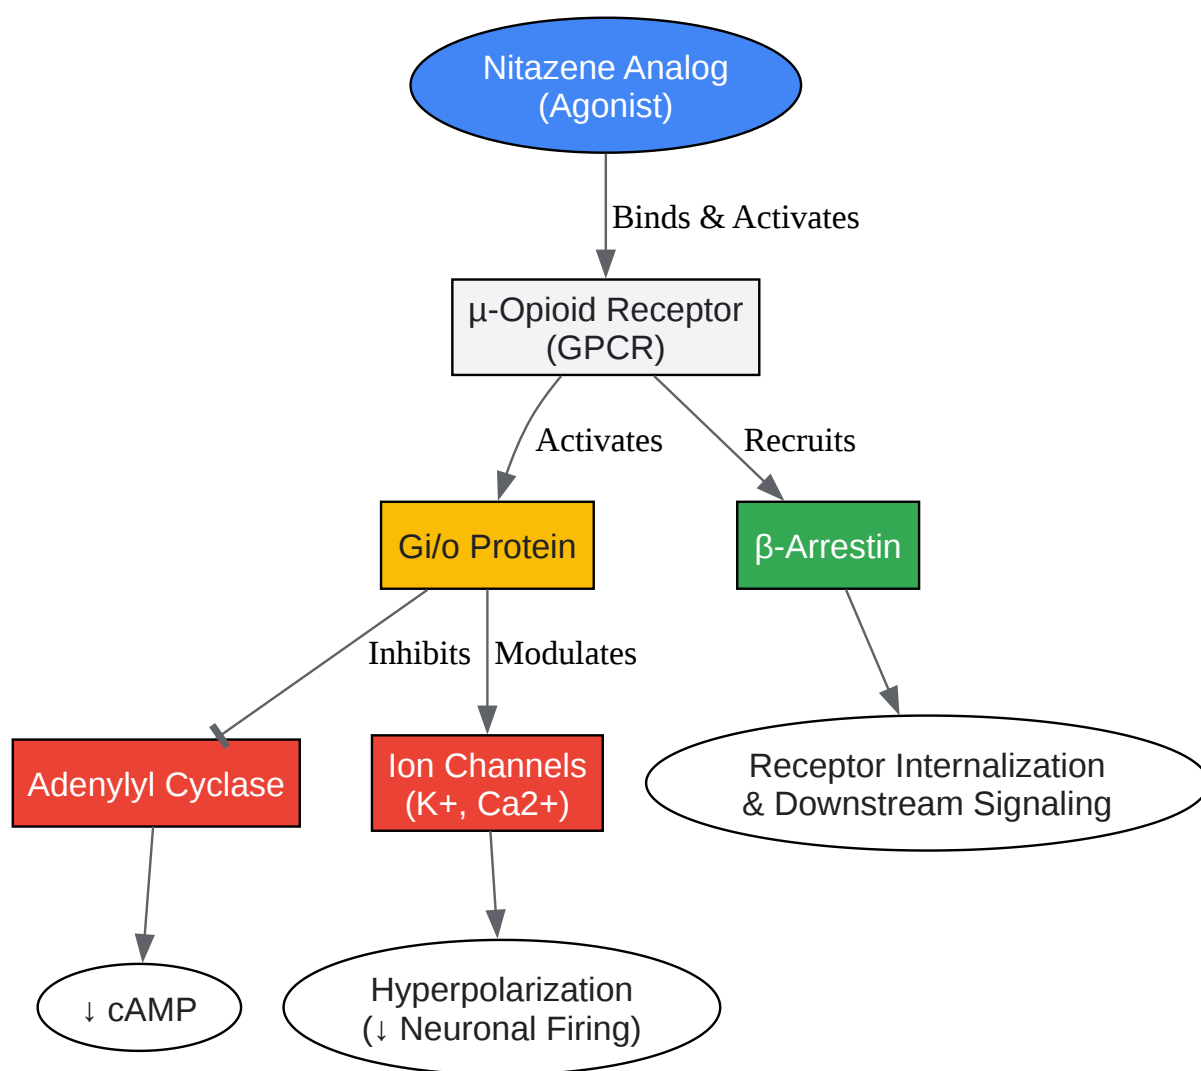 Nitazene Analog
(Agonist)
Binds & Activates
µ-Opioid Receptor
(GPCR)
Activates
Recruits
Gi/o Protein
β-Arrestin
Inhibits
Modulates
Adenylyl Cyclase
Ion Channels
(K+, Ca2+)
Receptor Internalization
& Downstream Signaling
↓ cAMP
Hyperpolarization
(↓ Neuronal Firing)